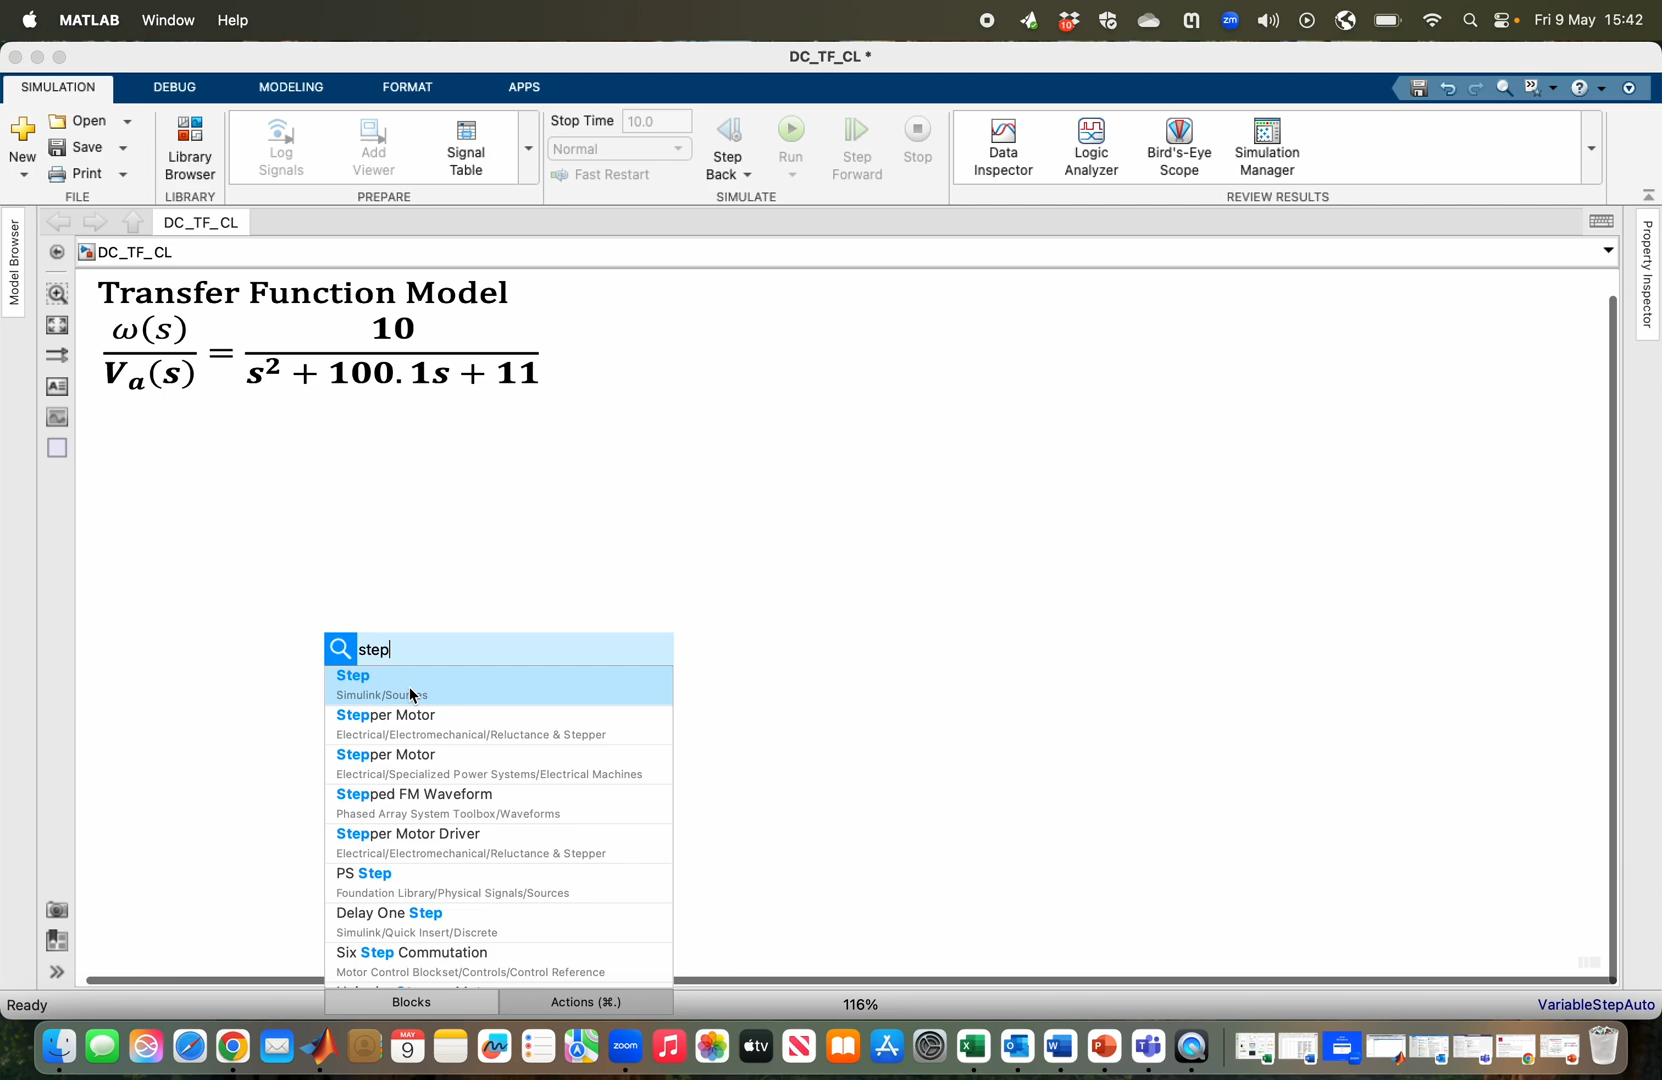 MATLAB Window Help
zm
Fri 9 May 15:42
DC_TF_CL *
SIMULATION DEBUG MODELING FORMAT APPS
New
Open
Save
Print
FILE
Library Browser
LIBRARY
Log Signals
Add Viewer
Signal Table
PREPARE
Stop Time 10.0
Normal
Fast Restart
Step Back
Run
Step Forward
Stop
SIMULATE
Data Inspector
Logic Analyzer
Bird's-Eye Scope
Simulation Manager
REVIEW RESULTS
Model Browser
Property Inspector
DC_TF_CL
DC_TF_CL
Transfer Function Model
ω(s) / Vₐ(s) = 10 / s² + 100.1s + 11
step
Step
Simulink/Sources
Stepper Motor
Electrical/Electromechanical/Reluctance & Stepper
Stepper Motor
Electrical/Specialized Power Systems/Electrical Machines
Stepped FM Waveform
Phased Array System Toolbox/Waveforms
Stepper Motor Driver
Electrical/Electromechanical/Reluctance & Stepper
PS Step
Foundation Library/Physical Signals/Sources
Delay One Step
Simulink/Quick Insert/Discrete
Six Step Commutation
Motor Control Blockset/Controls/Control Reference
Blocks Actions (⌘.)
Ready 116% VariableStepAuto
MAY
9
zoom
tv